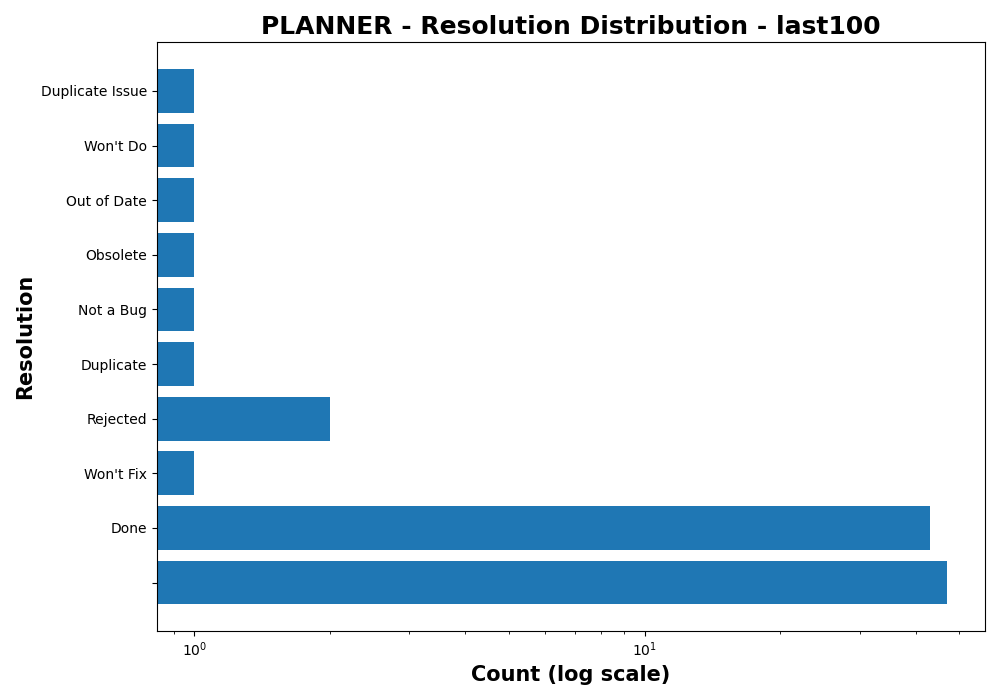 PLANNER - Resolution Distribution - last100
Duplicate Issue
Won't Do
Out of Date
Obsolete
Not a Bug
Duplicate
Rejected
Won't Fix
Done
Resolution
10⁰
10¹
Count (log scale)